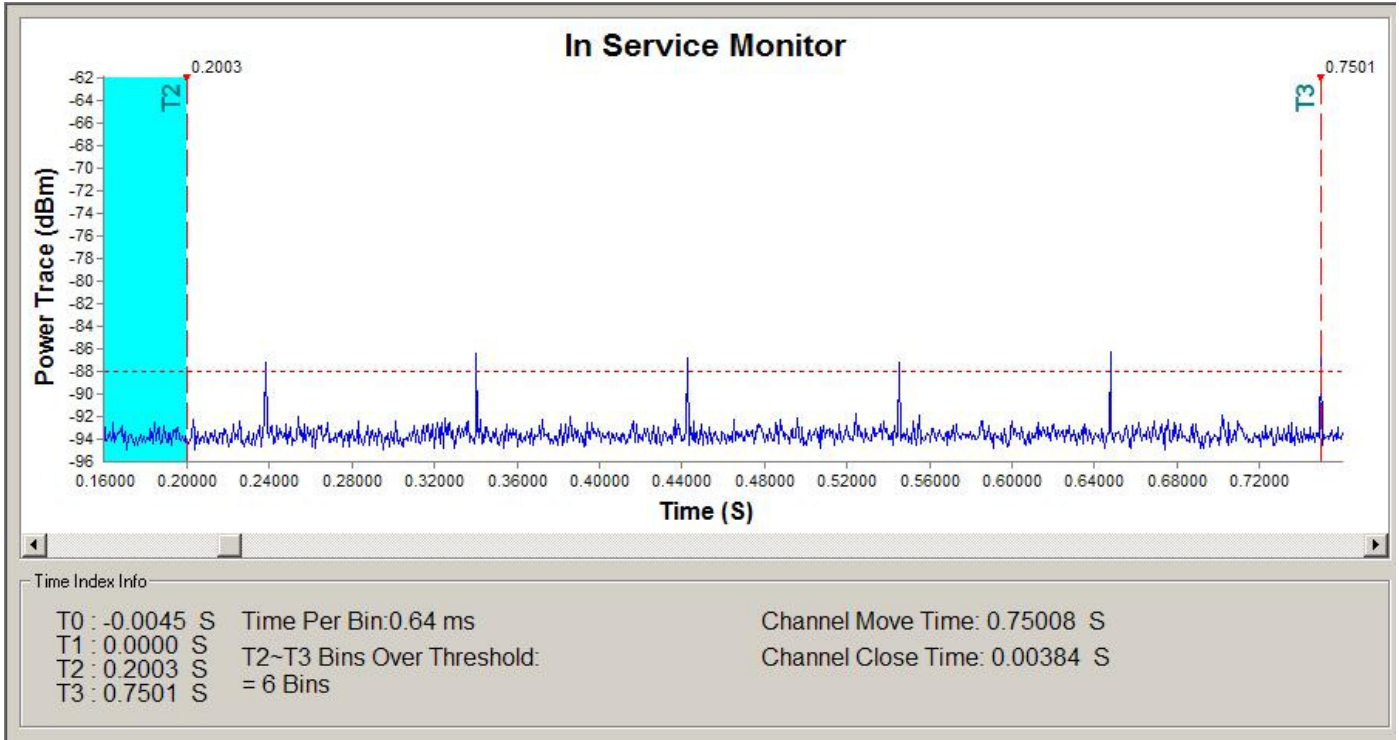 In Service Monitor
0.2003
0.7501
T2
T3
Power Trace (dBm)
-62
-64
-66
-68
-70
-72
-74
-76
-78
-80
-82
-84
-86
-88
-90
-92
-94
-96
0.16000 0.20000 0.24000 0.28000 0.32000 0.36000 0.40000 0.44000 0.48000 0.52000 0.56000 0.60000 0.64000 0.68000 0.72000
Time (S)
Time Index Info
T0 : -0.0045 S
T1 : 0.0000 S
T2 : 0.2003 S
T3 : 0.7501 S
Time Per Bin:0.64 ms
T2~T3 Bins Over Threshold:
= 6 Bins
Channel Move Time: 0.75008 S
Channel Close Time: 0.00384 S